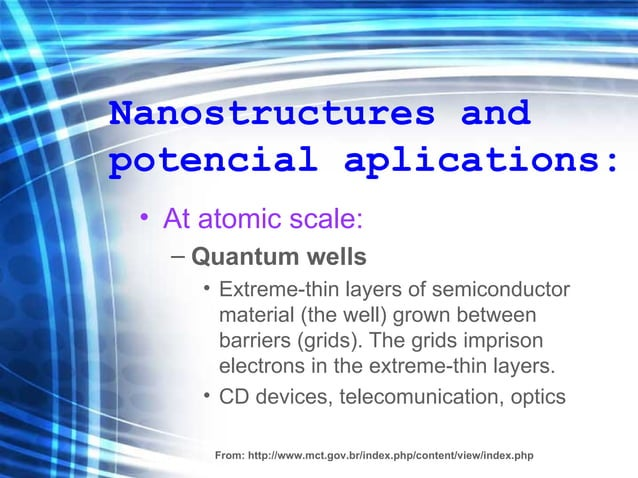 Nanostructures and
potencial aplications:
• At atomic scale:
– Quantum wells
• Extreme-thin layers of semiconductor
material (the well) grown between
barriers (grids). The grids imprison
electrons in the extreme-thin layers.
• CD devices, telecomunication, optics
From: http://www.mct.gov.br/index.php/content/view/index.php